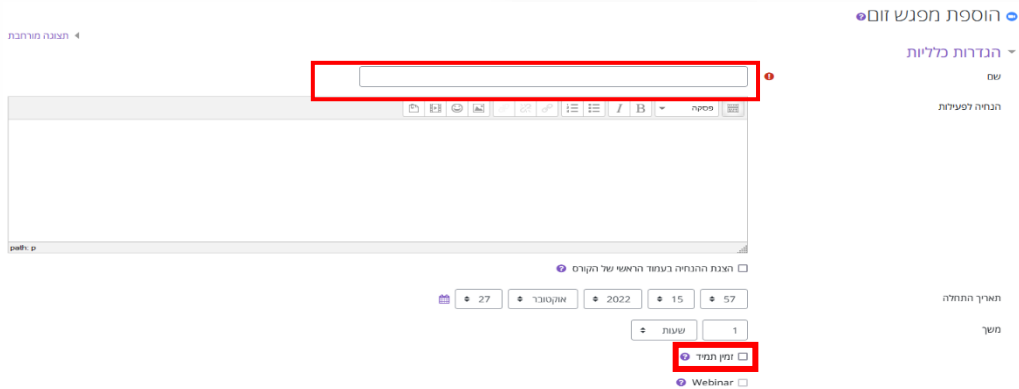 הוספת מפגש זום
תצוגה מורחבת
הגדרות כלליות
שם
הנחיה לפעילות
פסקה B I
path: p
הצגת ההנחיה בעמוד הראשי של הקורס
תאריך התחלה 57 15 2022 אוקטובר 27
משך 1 שעות
זמין תמיד
Webinar